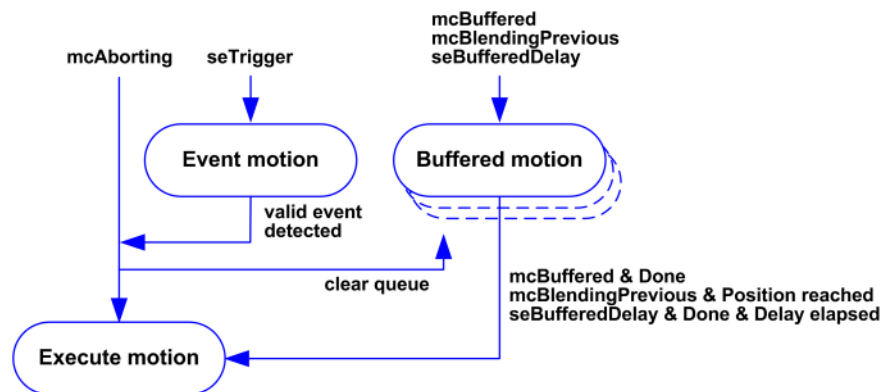 mcBuffered
mcBlendingPrevious
seBufferedDelay
mcAborting
seTrigger
Event motion
Buffered motion
valid event
detected
clear queue
mcBuffered & Done
mcBlendingPrevious & Position reached
seBufferedDelay & Done & Delay elapsed
Execute motion